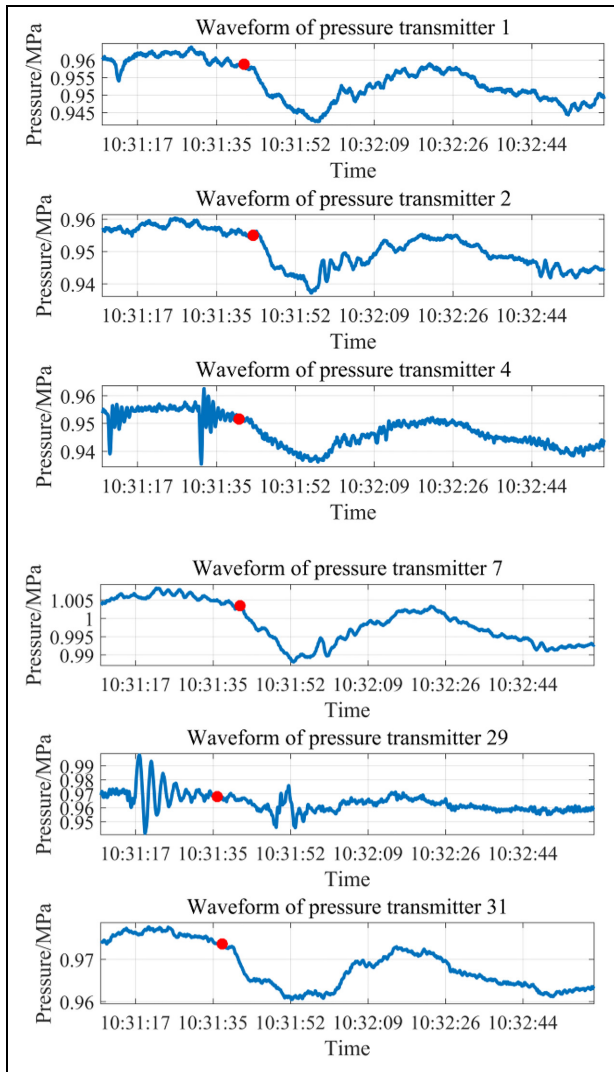 Waveform of pressure transmitter 1
Pressure/MPa
0.96
0.955
0.95
0.945
10:31:17 10:31:35 10:31:52 10:32:09 10:32:26 10:32:44
Time
Waveform of pressure transmitter 2
Pressure/MPa
0.96
0.95
0.94
10:31:17 10:31:35 10:31:52 10:32:09 10:32:26 10:32:44
Time
Waveform of pressure transmitter 4
Pressure/MPa
0.96
0.95
0.94
10:31:17 10:31:35 10:31:52 10:32:09 10:32:26 10:32:44
Time
Waveform of pressure transmitter 7
Pressure/MPa
1.005
1
0.995
0.99
10:31:17 10:31:35 10:31:52 10:32:09 10:32:26 10:32:44
Time
Waveform of pressure transmitter 29
Pressure/MPa
0.99
0.98
0.97
0.96
0.95
10:31:17 10:31:35 10:31:52 10:32:09 10:32:26 10:32:44
Time
Waveform of pressure transmitter 31
Pressure/MPa
0.97
0.96
10:31:17 10:31:35 10:31:52 10:32:09 10:32:26 10:32:44
Time